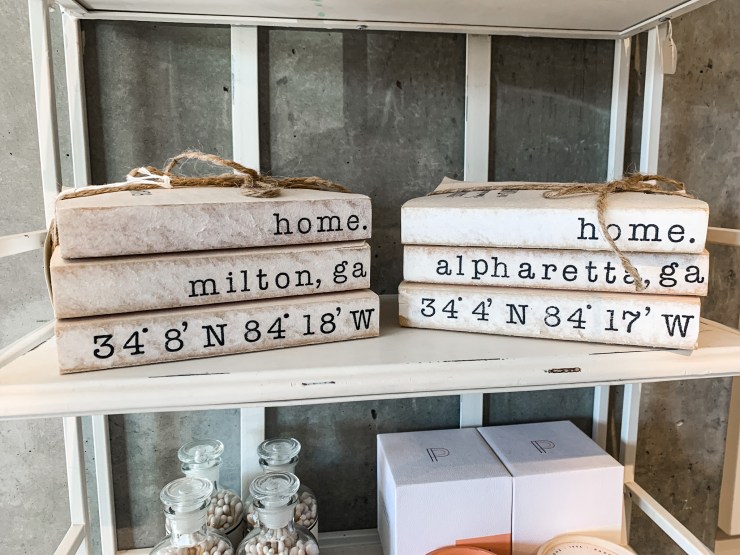 home.
milton, ga
34° 8’ N 84° 18’ W
home.
alpharetta, ga
34° 4’ N 84° 17’ W
P
P